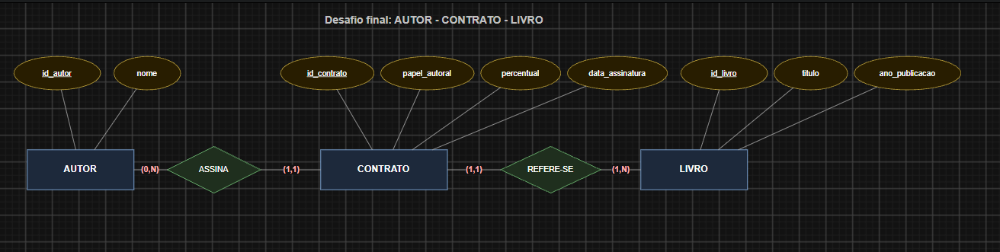 Desafio final: AUTOR - CONTRATO - LIVRO
id_autor
nome
id_contrato
papel_autoral
percentual
data_assinatura
id_livro
titulo
ano_publicacao
AUTOR
(0,N)
ASSINA
(1,1)
CONTRATO
(1,1)
REFERE-SE
(1,N)
LIVRO